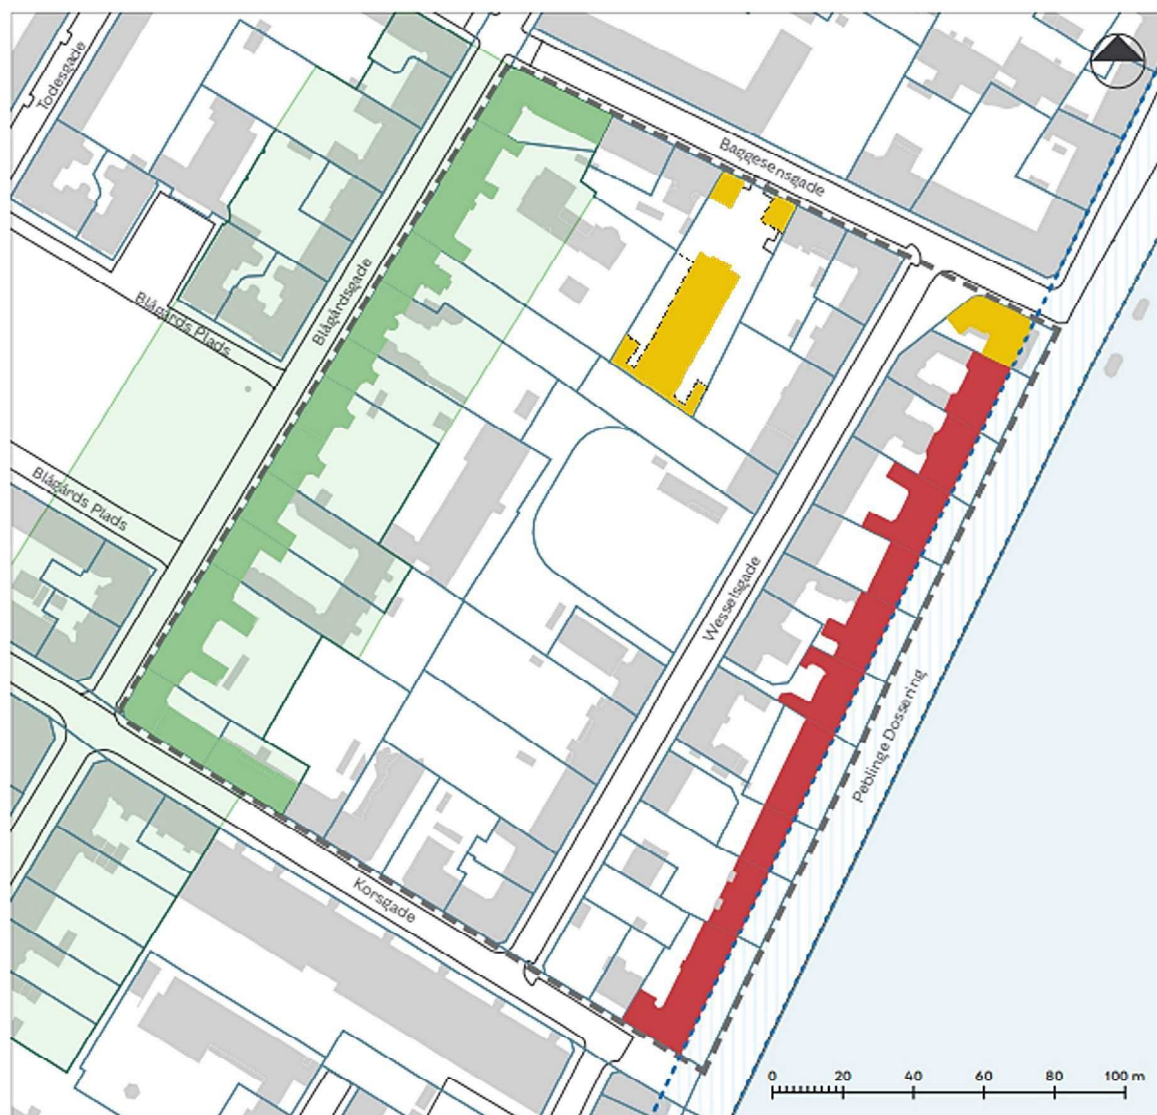 Todesgade
Baggesensgade
Blågårdsgade
Blågårds Plads
Blågårds Plads
Wesselsgade
Peblinge Dossering
Korsgade
0 20 40 60 80 100 m